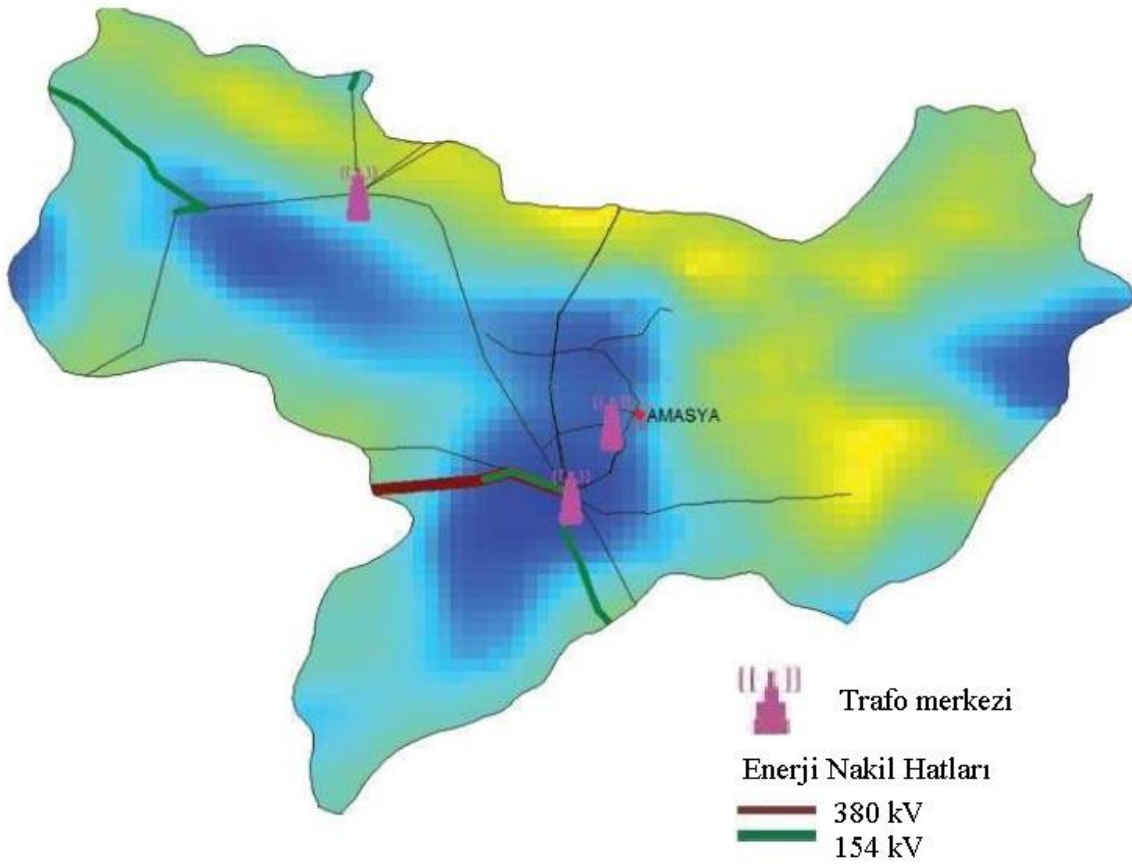 AMASYA
Trafo merkezi
Enerji Nakil Hatları
380 kV
154 kV